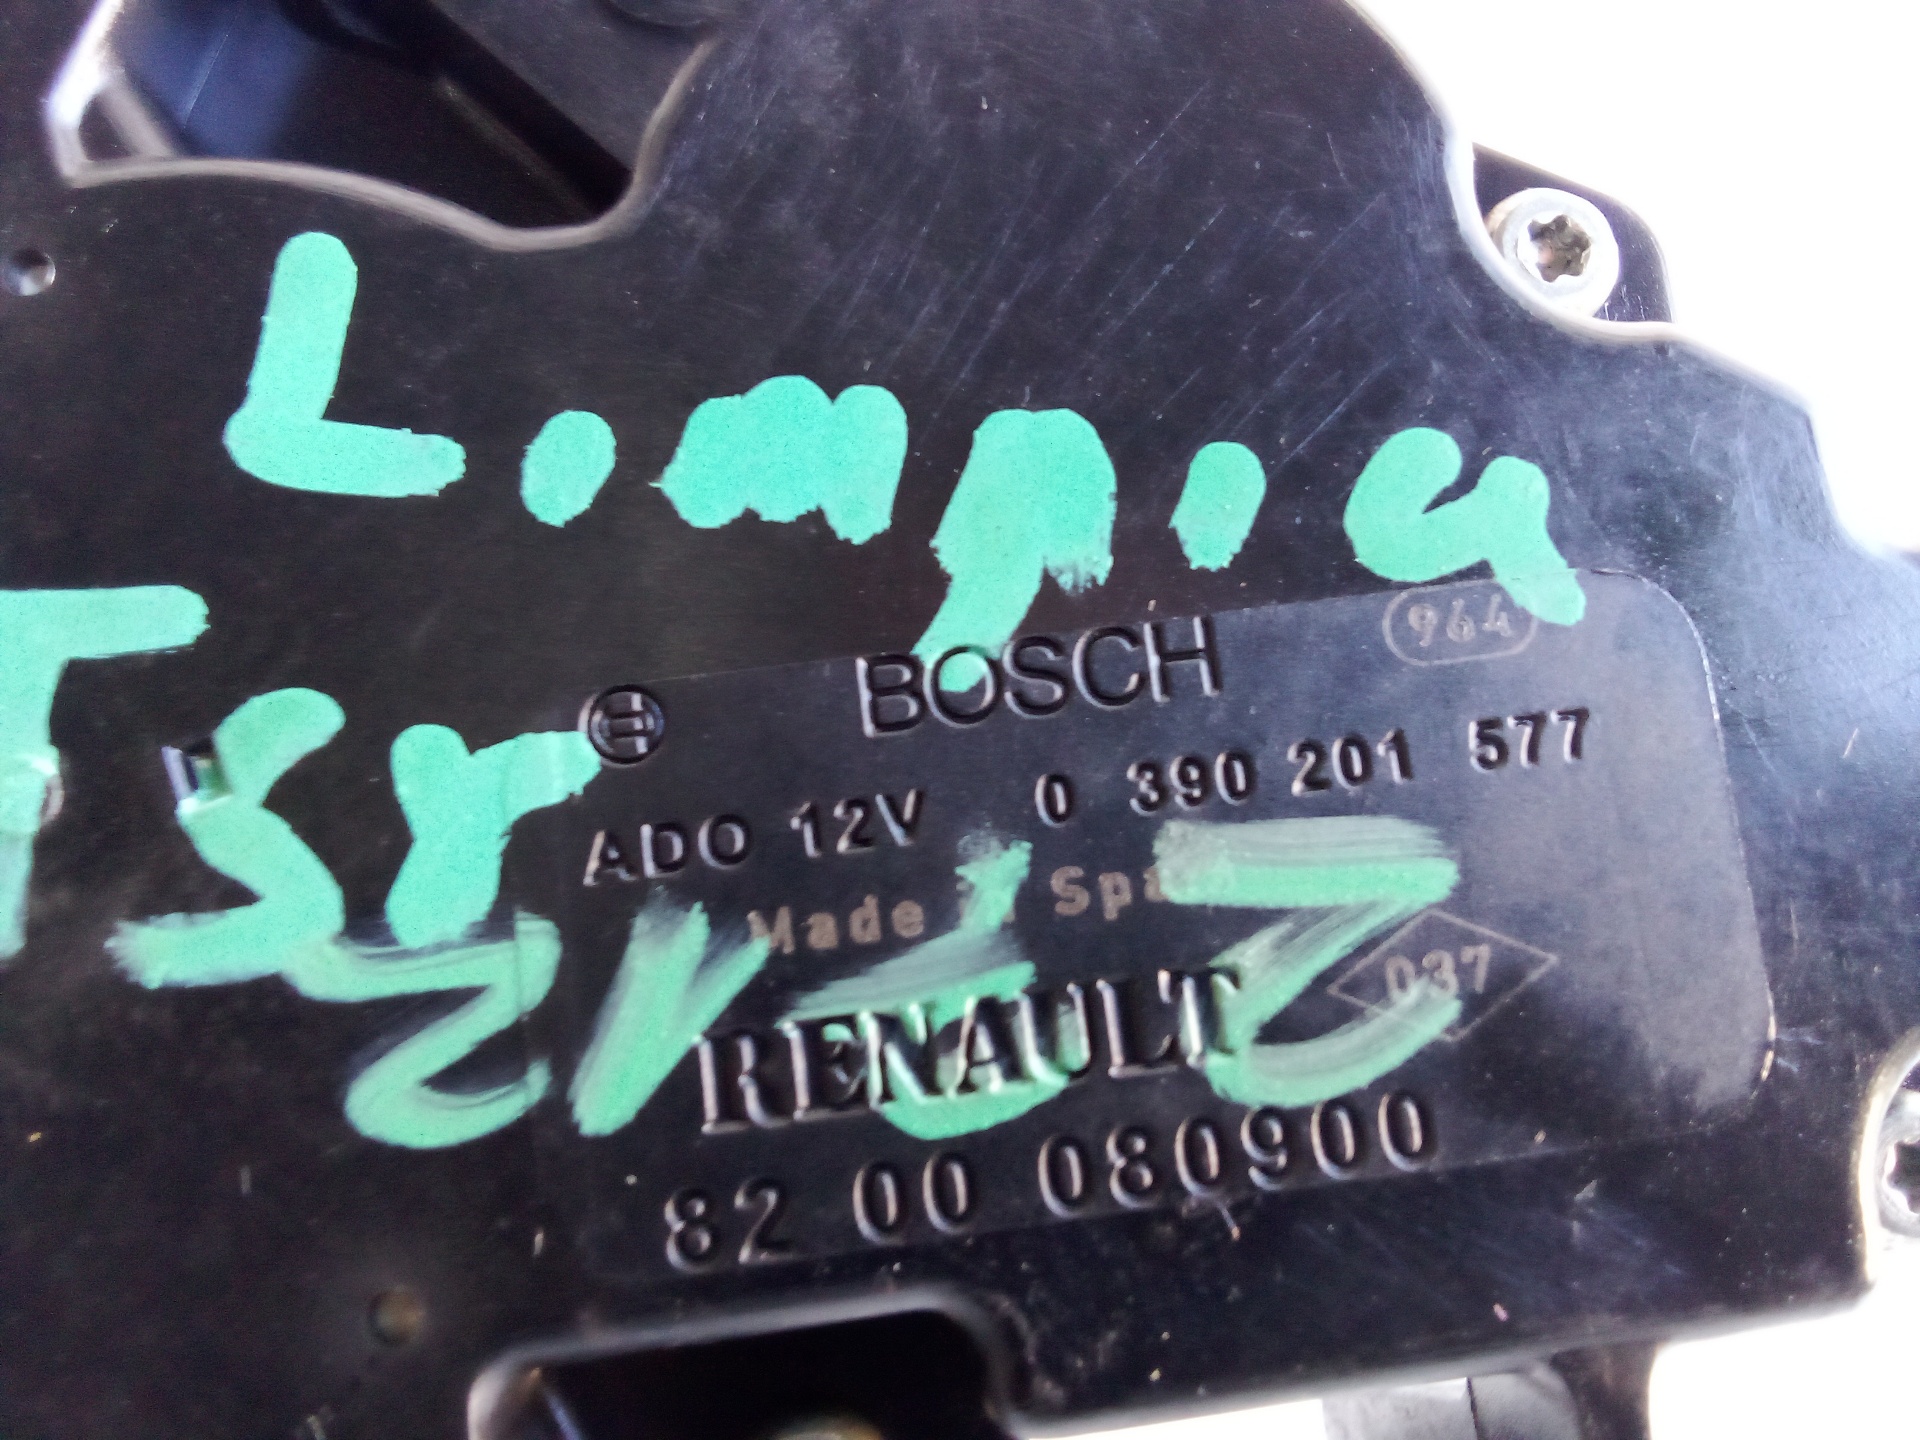 Limpia
Tsr
BOSCH
964
ADO 12V 0 390 201 577
Made
RENAULT
037
82 00 080900